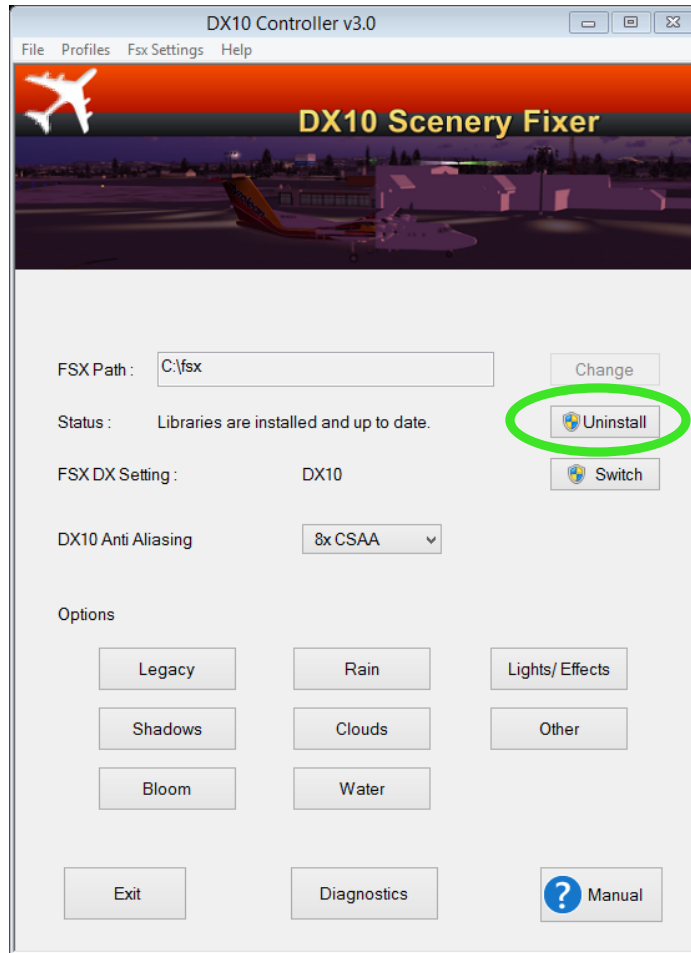 DX10 Controller v3.0
File Profiles Fsx Settings Help
DX10 Scenery Fixer
FSX Path : C:\fsx Change
Status : Libraries are installed and up to date. Uninstall
FSX DX Setting : DX10 Switch
DX10 Anti Aliasing 8x CSAA
Options
Legacy Rain Lights/ Effects
Shadows Clouds Other
Bloom Water
Exit Diagnostics ? Manual